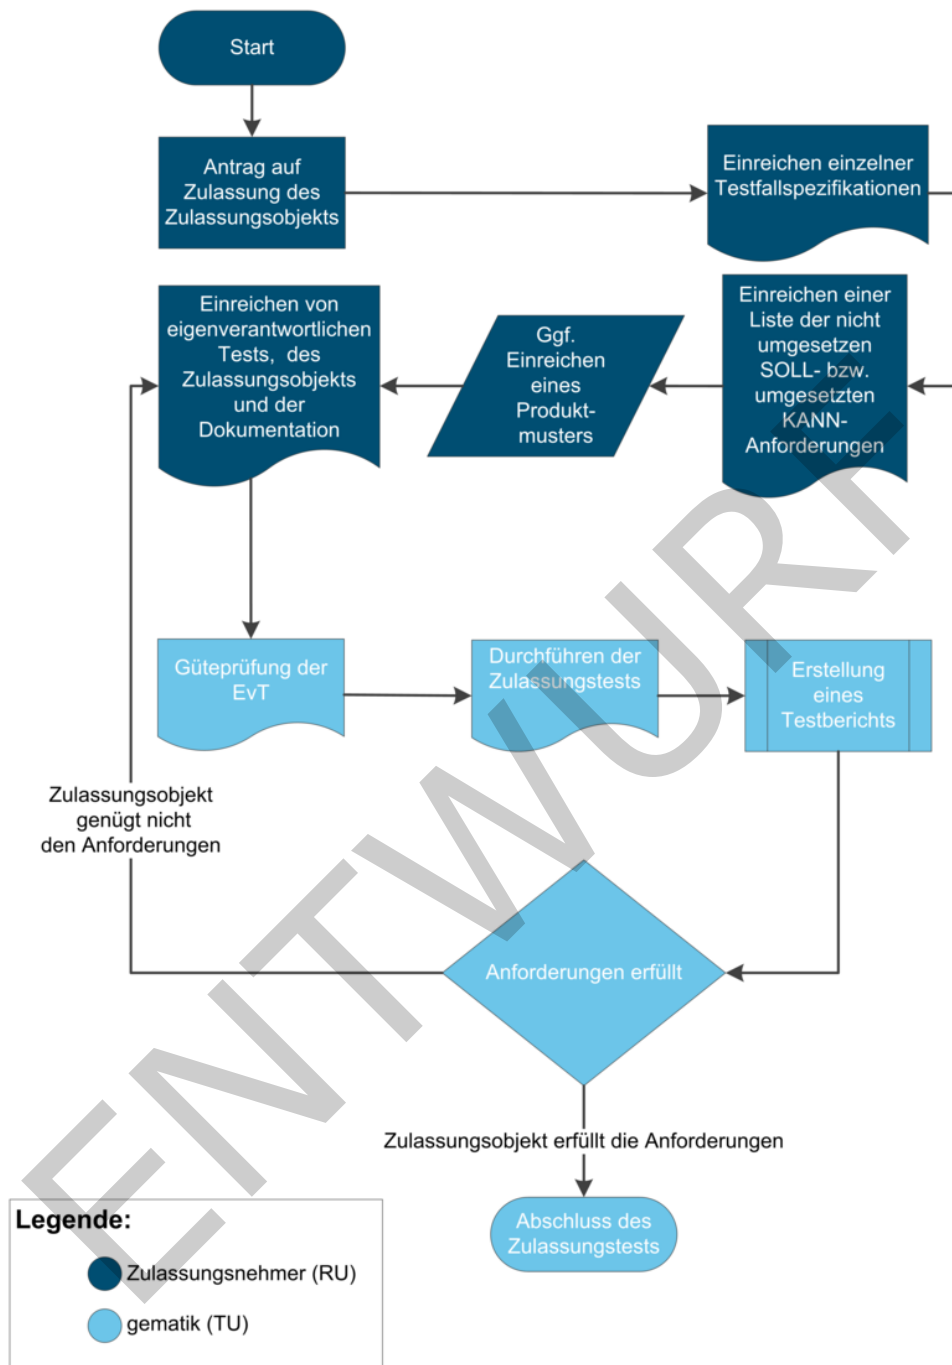 Start
Antrag auf
Zulassung des
Zulassungsobjekts
Einreichen einzelner
Testfallspezifikationen
Einreichen einer
Liste der nicht
umgesetzen
SOLL- bzw.
umgesetzten
KANN-
Anforderungen
Ggf.
Einreichen
eines
Produkt-
musters
Einreichen von
eigenverantwortlichen
Tests, des
Zulassungsobjekts
und der
Dokumentation
Güteprüfung der
EvT
Durchführen der
Zulassungstests
Erstellung
eines
Testberichts
Anforderungen erfüllt
Zulassungsobjekt
genügt nicht
den Anforderungen
Zulassungsobjekt erfüllt die Anforderungen
Abschluss des
Zulassungstests
Legende:
Zulassungsnehmer (RU)
gematik (TU)
ENTWURF